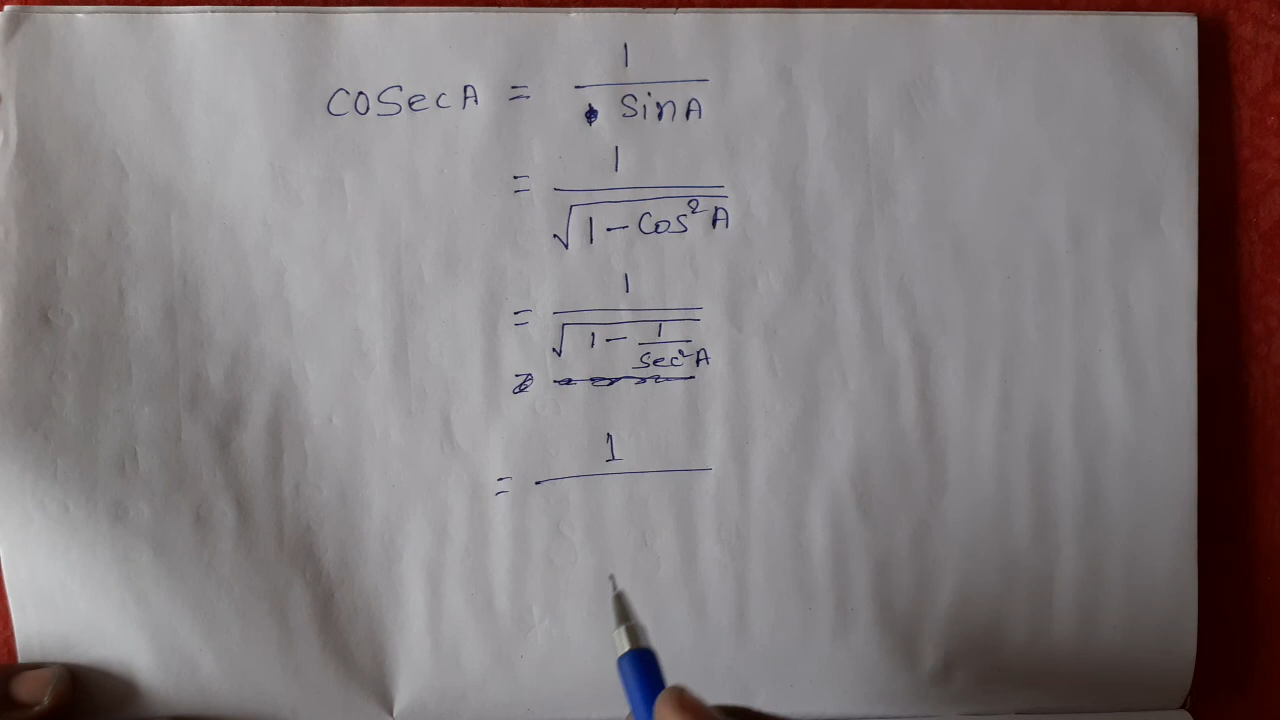 cosecA = 1/sinA
= 1/√(1-cos²A)
= 1/√(1-1/sec²A)
= 1/